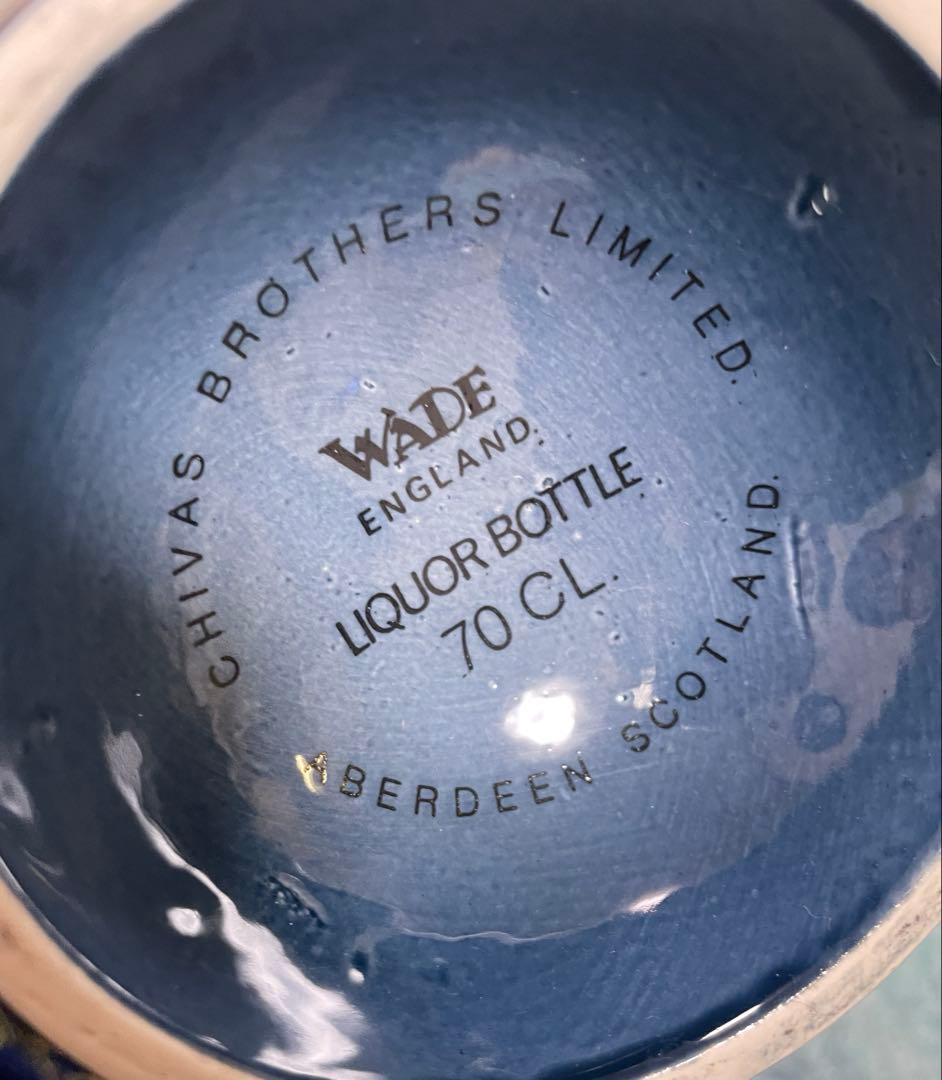 CHIVAS BROTHERS LIMITED.
WADE
ENGLAND.
LIQUOR BOTTLE
70 CL.
ABERDEEN SCOTLAND.